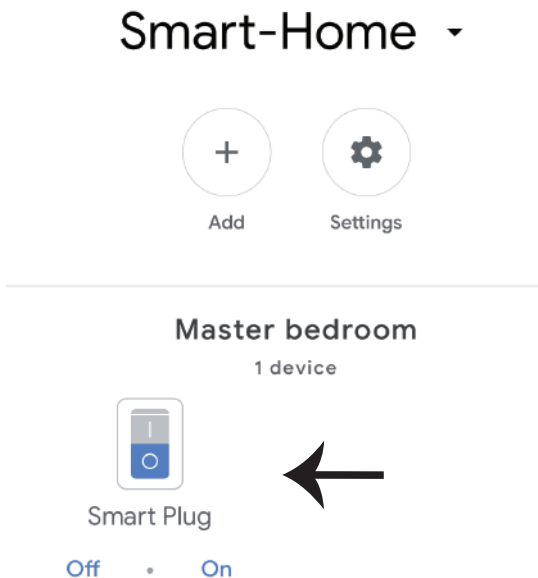 Smart-Home
Add Settings
Master bedroom
1 device
Smart Plug
Off • On